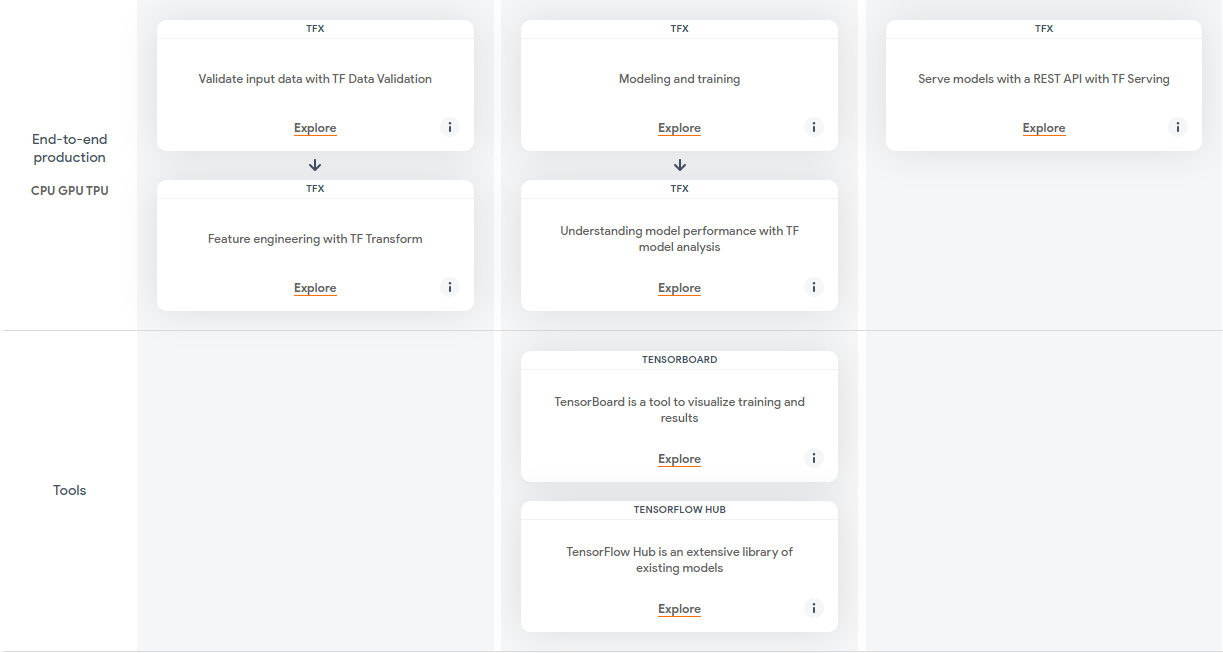 End-to-end
production
CPU GPU TPU
TFX
Validate input data with TF Data Validation
Explore
i
TFX
Feature engineering with TF Transform
Explore
i
TFX
Modeling and training
Explore
i
TFX
Understanding model performance with TF
model analysis
Explore
i
TFX
Serve models with a REST API with TF Serving
Explore
i
Tools
TENSORBOARD
TensorBoard is a tool to visualize training and
results
Explore
i
TENSORFLOW HUB
TensorFlow Hub is an extensive library of
existing models
Explore
i